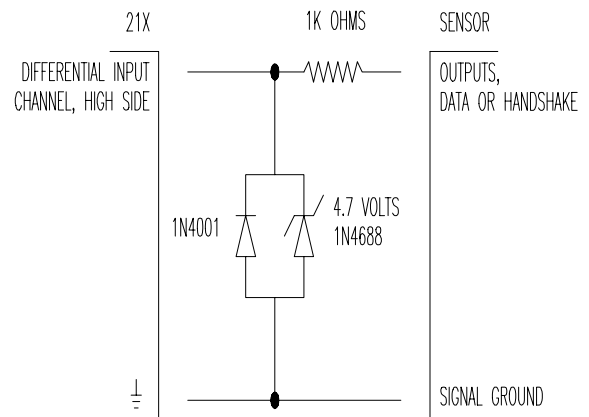 21X
1K OHMS
SENSOR
DIFFERENTIAL INPUT
CHANNEL, HIGH SIDE
OUTPUTS,
DATA OR HANDSHAKE
1N4001
4.7 VOLTS
1N4688
SIGNAL GROUND